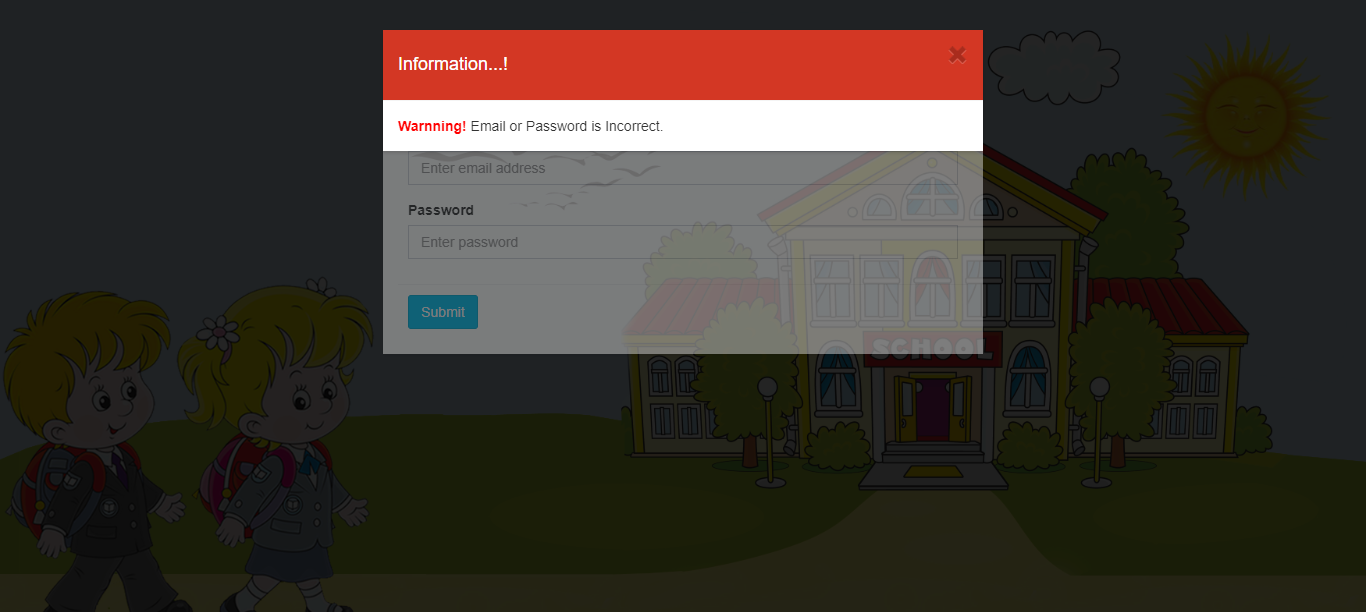 Information...!
Warnning! Email or Password is Incorrect.
Enter email address
Password
Enter password
Submit
SCHOOL